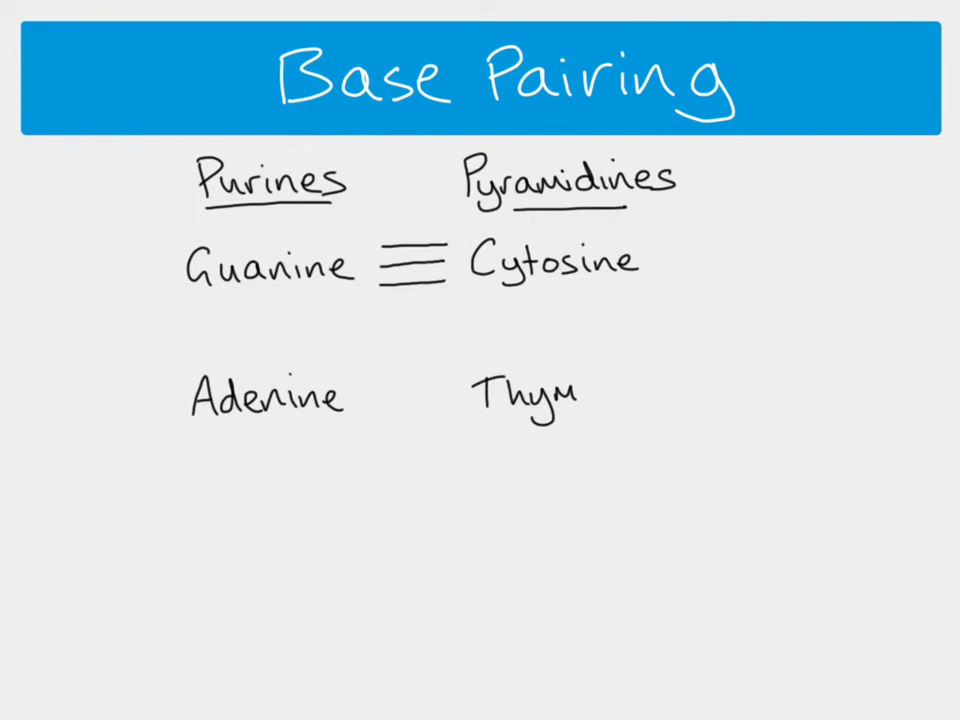 Base Pairing
Purines Pyramidines
Guanine Cytosine
Adenine Thym